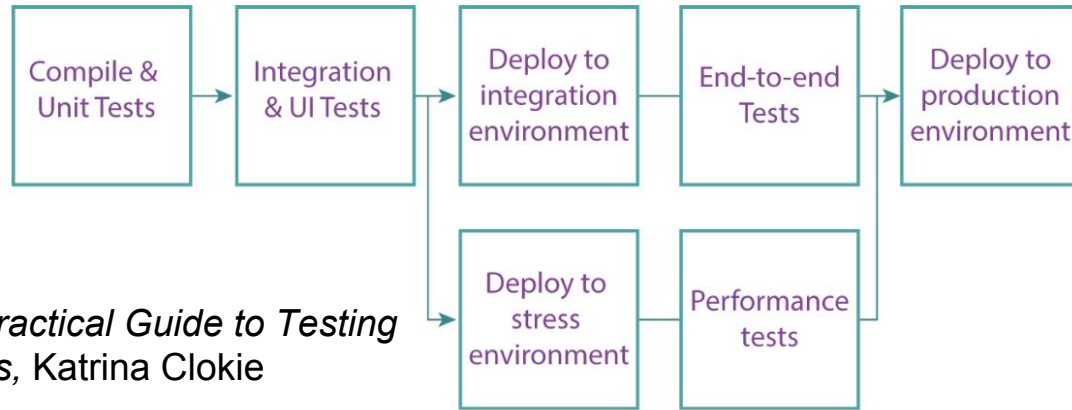 Compile &
Unit Tests
Integration
& UI Tests
Deploy to
integration
environment
End-to-end
Tests
Deploy to
production
environment
Deploy to
stress
environment
Performance
tests
ractical Guide to Testing
s, Katrina Clokie